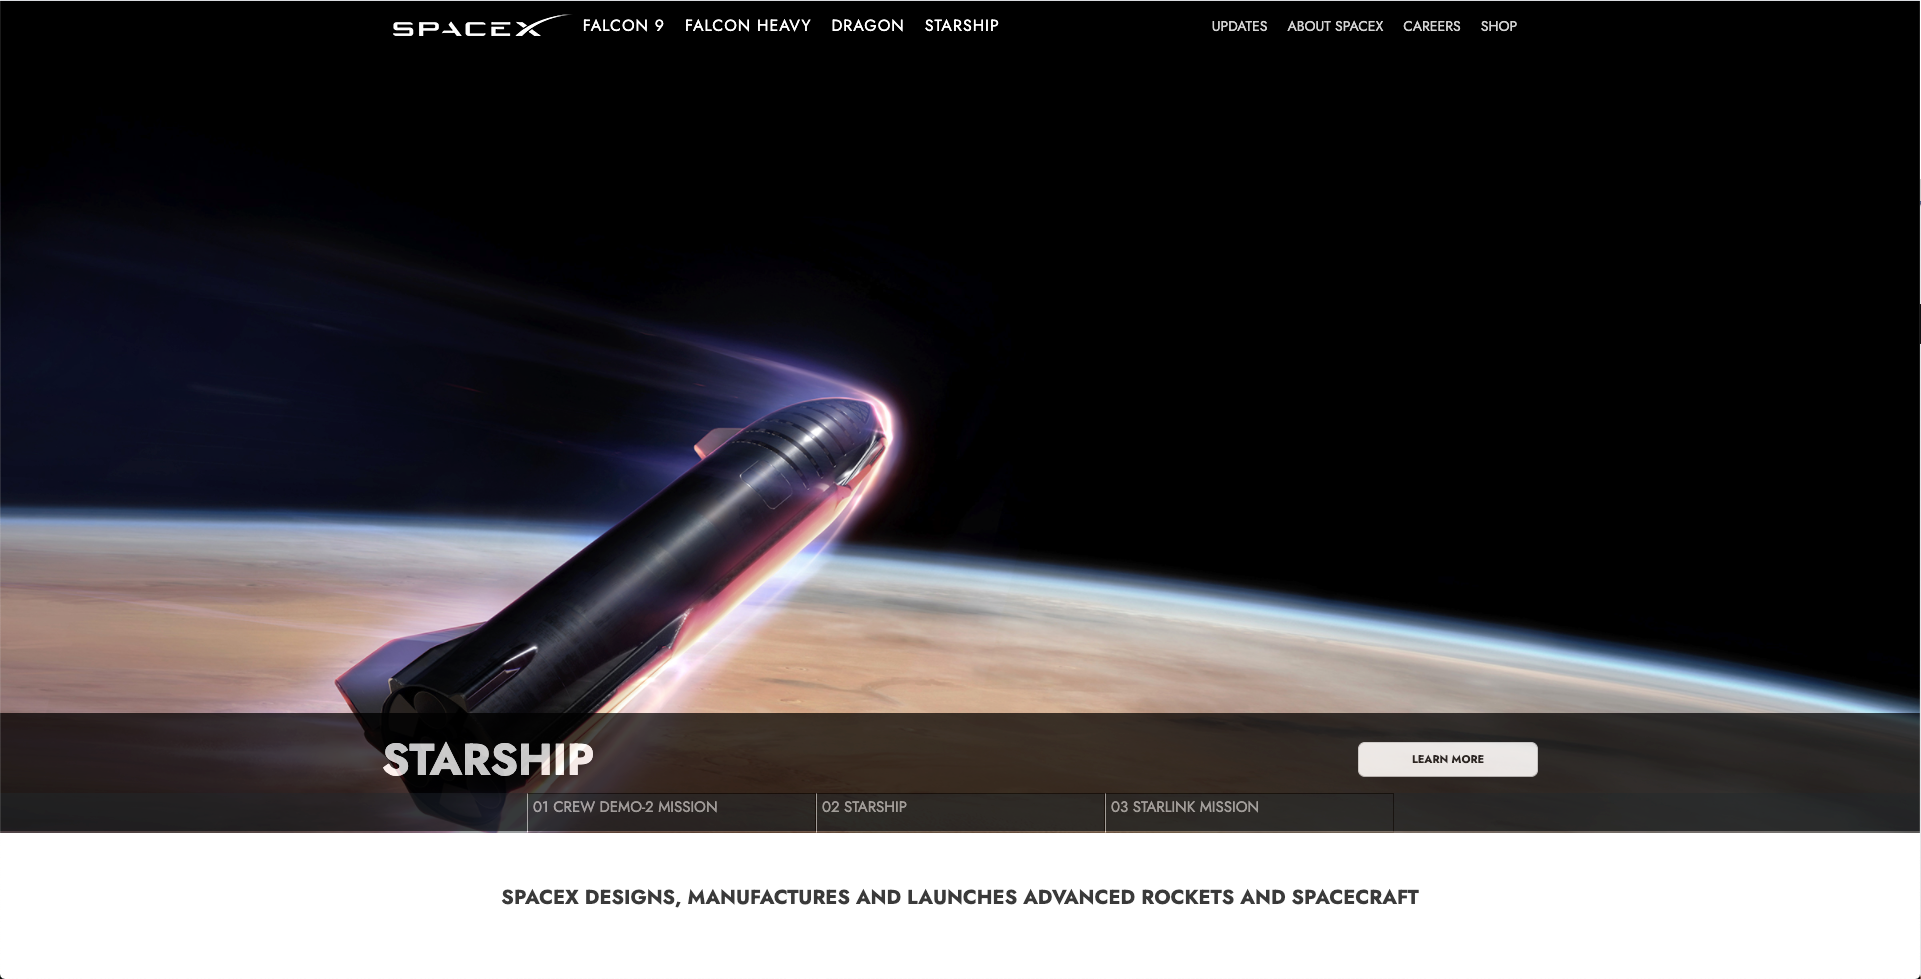 SPACEX FALCON 9 FALCON HEAVY DRAGON STARSHIP UPDATES ABOUT SPACEX CAREERS SHOP
STARSHIP LEARN MORE
01 CREW DEMO-2 MISSION 02 STARSHIP 03 STARLINK MISSION
SPACEX DESIGNS, MANUFACTURES AND LAUNCHES ADVANCED ROCKETS AND SPACECRAFT